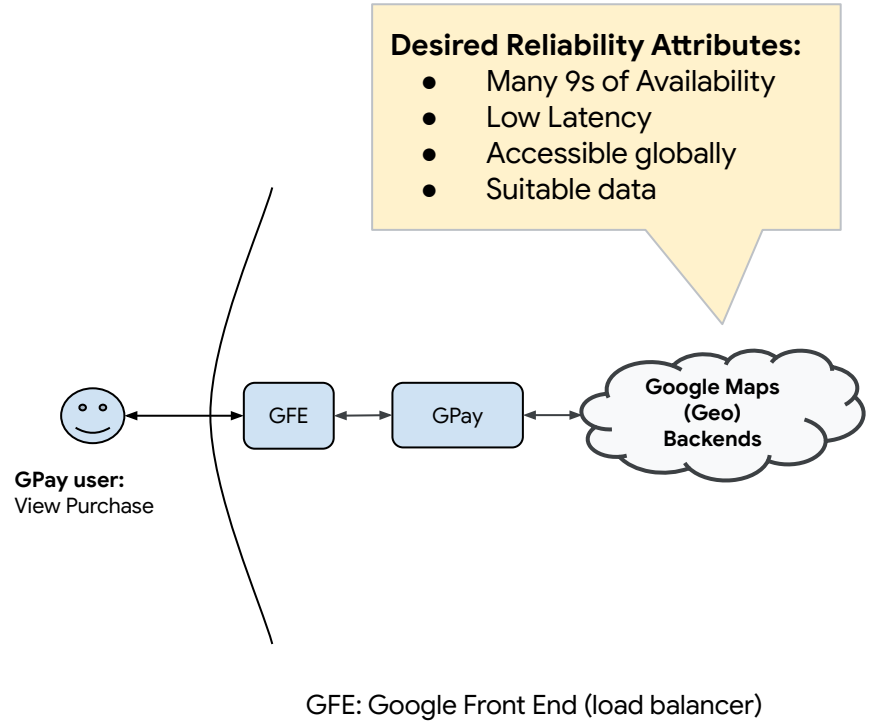 Desired Reliability Attributes:
● Many 9s of Availability
● Low Latency
● Accessible globally
● Suitable data
GFE
GPay
Google Maps
(Geo)
Backends
GPay user:
View Purchase
GFE: Google Front End (load balancer)